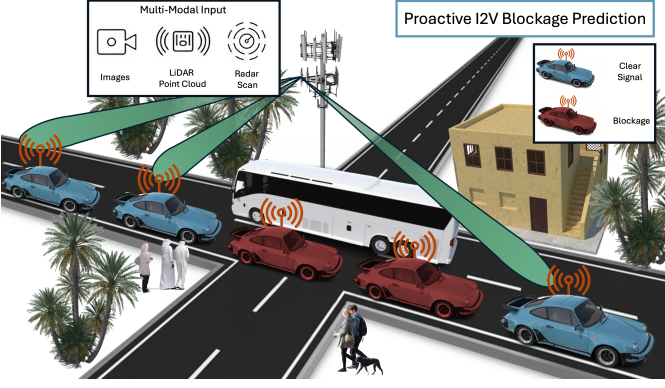 Multi-Modal Input
Images
LiDAR
Point Cloud
Radar
Scan
Proactive I2V Blockage Prediction
Clear
Signal
Blockage